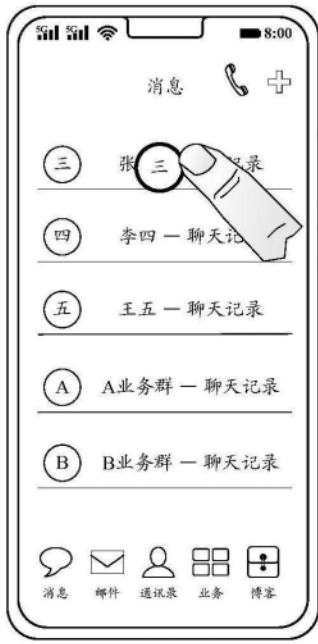 5G 5G 8:00
消息
三 张 三 记录
四 李四 — 聊天记
五 王五 — 聊天记录
A A业务群 — 聊天记录
B B业务群 — 聊天记录
消息 邮件 通讯录 业务 博客